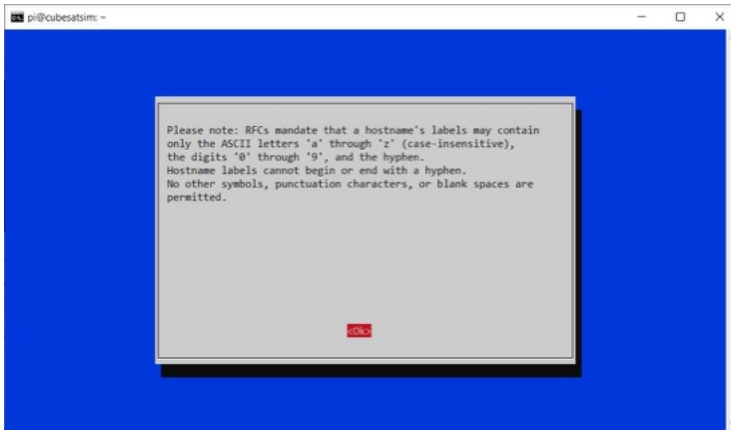 pi@cubesatsim: ~
Please note: RFCs mandate that a hostname's labels may contain
only the ASCII letters 'a' through 'z' (case-insensitive),
the digits '0' through '9', and the hyphen.
Hostname labels cannot begin or end with a hyphen.
No other symbols, punctuation characters, or blank spaces are
permitted.
<Ok>